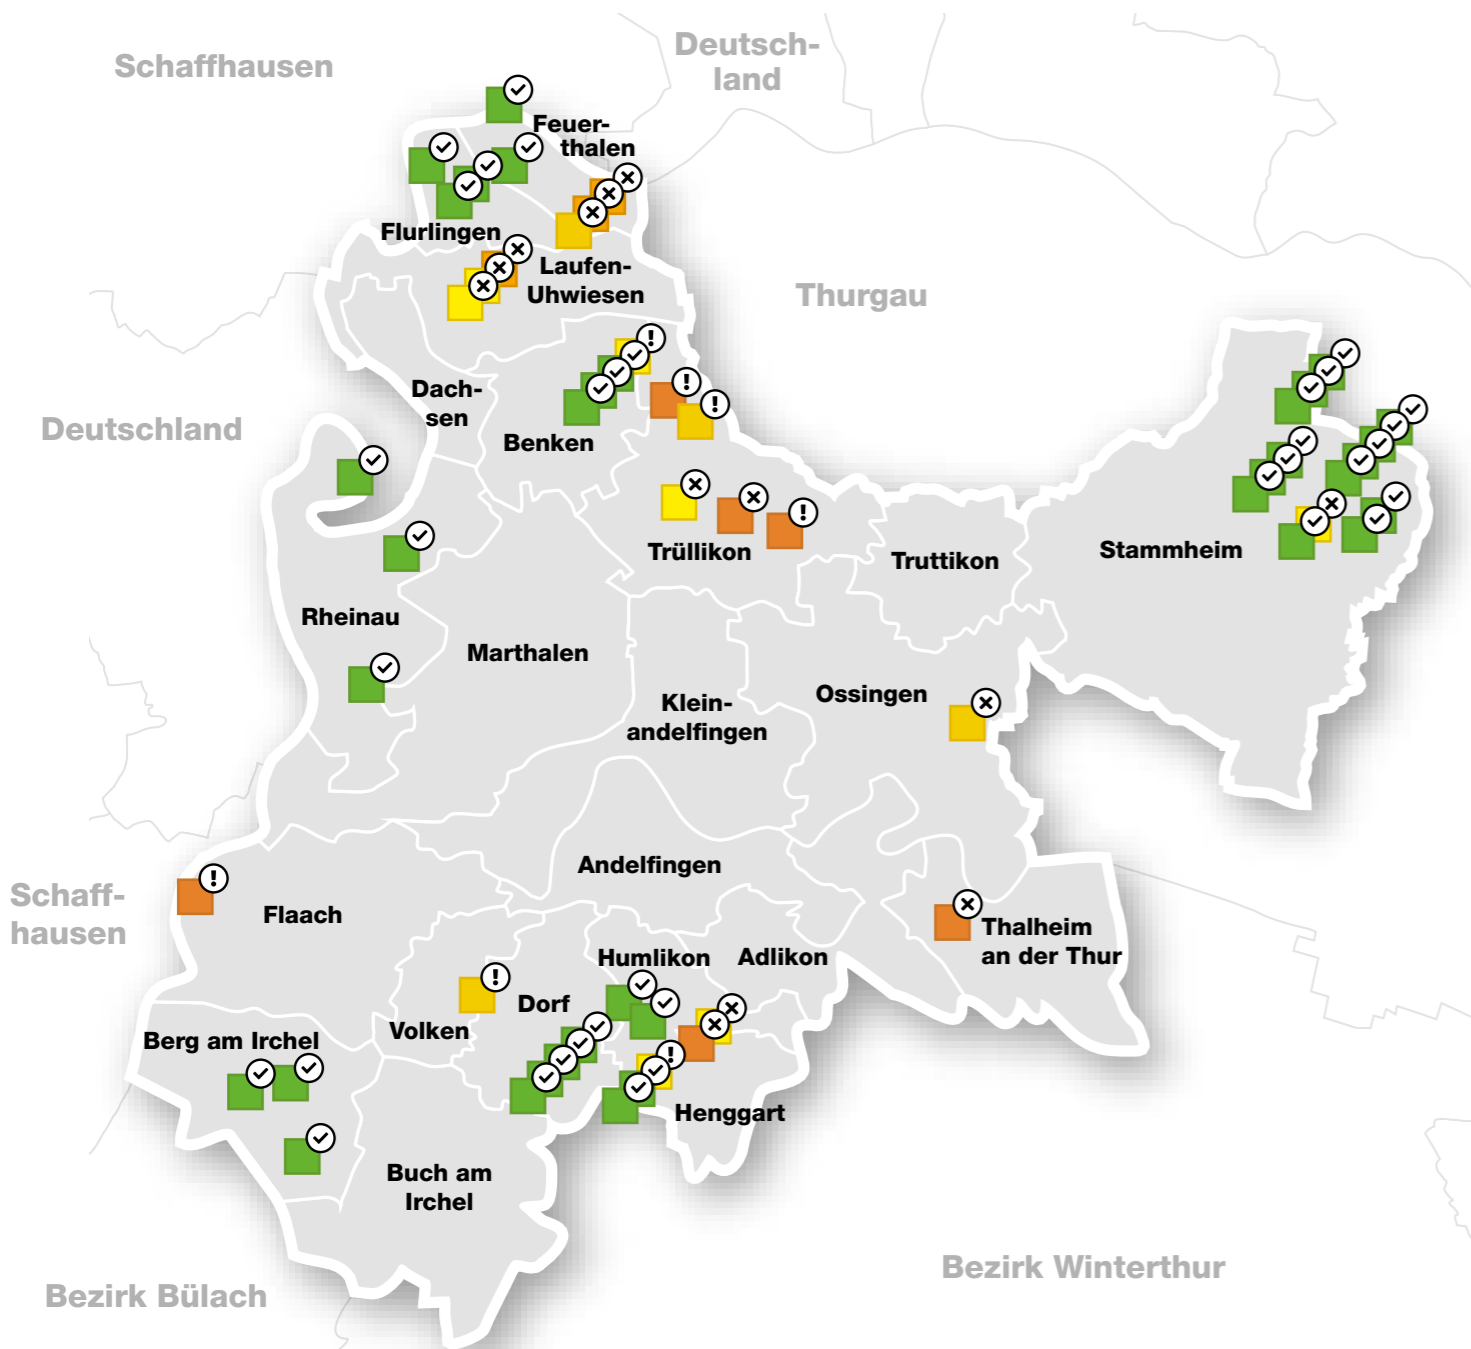 Deutsch-
land
Schaffhausen
Feuer-
thalen
Flurlingen
Laufen-
Uhwiesen
Thurgau
Dach-
sen
Deutschland
Benken
Trüllikon
Truttikon
Stammheim
Rheinau
Marthalen
Klein-
andelfingen
Ossingen
Andelfingen
Schaff-
hausen
Flaach
Thalheim
an der Thur
Humlikon
Adlikon
Dorf
Volken
Berg am Irchel
Henggart
Buch am
Irchel
Bezirk Winterthur
Bezirk Bülach